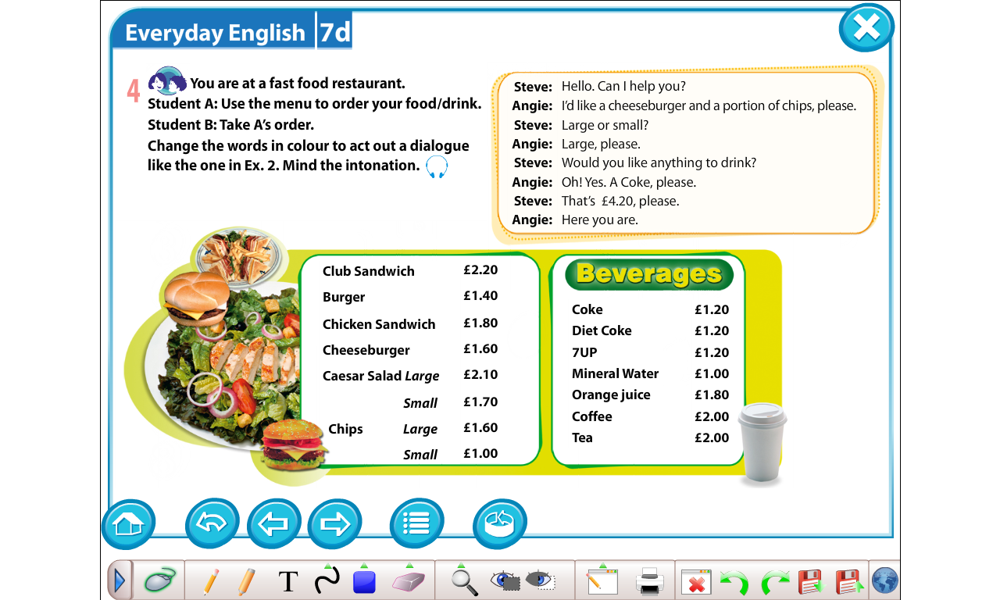 Everyday English 7d
4 You are at a fast food restaurant.
Student A: Use the menu to order your food/drink.
Student B: Take A's order.
Change the words in colour to act out a dialogue
like the one in Ex. 2. Mind the intonation.
Steve: Hello. Can I help you?
Angie: I'd like a cheeseburger and a portion of chips, please.
Steve: Large or small?
Angie: Large, please.
Steve: Would you like anything to drink?
Angie: Oh! Yes. A Coke, please.
Steve: That's £4.20, please.
Angie: Here you are.
Club Sandwich £2.20
Burger £1.40
Chicken Sandwich £1.80
Cheeseburger £1.60
Caesar Salad Large £2.10
Small £1.70
Chips Large £1.60
Small £1.00
Beverages
Coke £1.20
Diet Coke £1.20
7UP £1.20
Mineral Water £1.00
Orange juice £1.80
Coffee £2.00
Tea £2.00
T